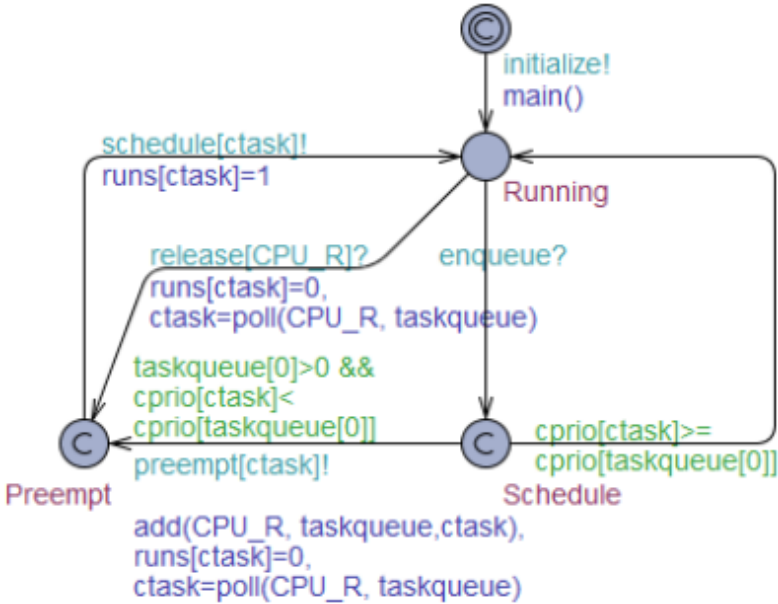 C
initialize!
main()
schedule[ctask]!
runs[ctask]=1
Running
release[CPU_R]?
enqueue?
runs[ctask]=0,
ctask=poll(CPU_R, taskqueue)
taskqueue[0]>0 &&
cprio[ctask]<
cprio[taskqueue[0]]
C
C
cprio[ctask]>=
cprio[taskqueue[0]]
preempt[ctask]!
Preempt
Schedule
add(CPU_R, taskqueue,ctask),
runs[ctask]=0,
ctask=poll(CPU_R, taskqueue)